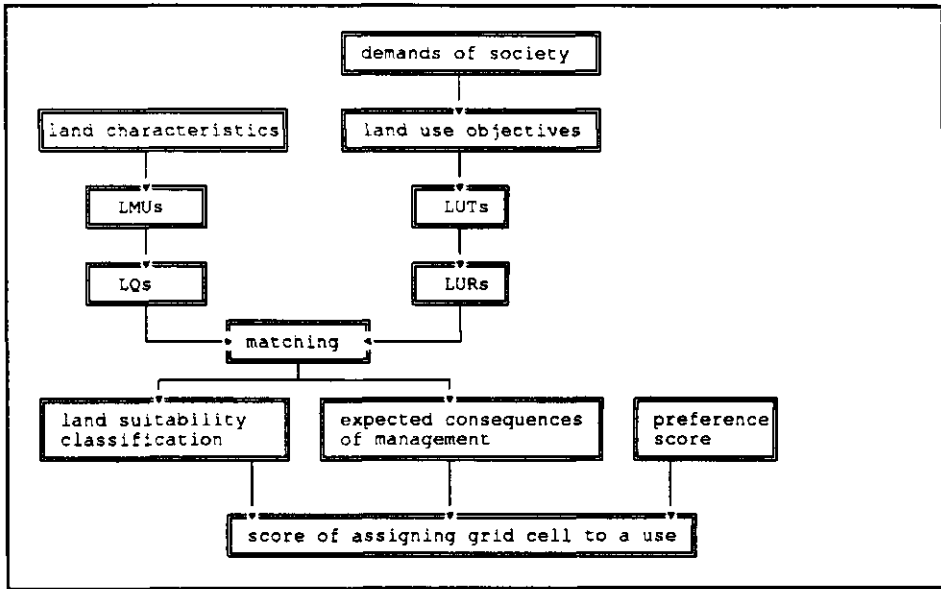 demands of society
land characteristics
land use objectives
LMUs
LUTs
LQs
LURs
matching
land suitability
classification
expected consequences
of management
preference
score
score of assigning grid cell to a use